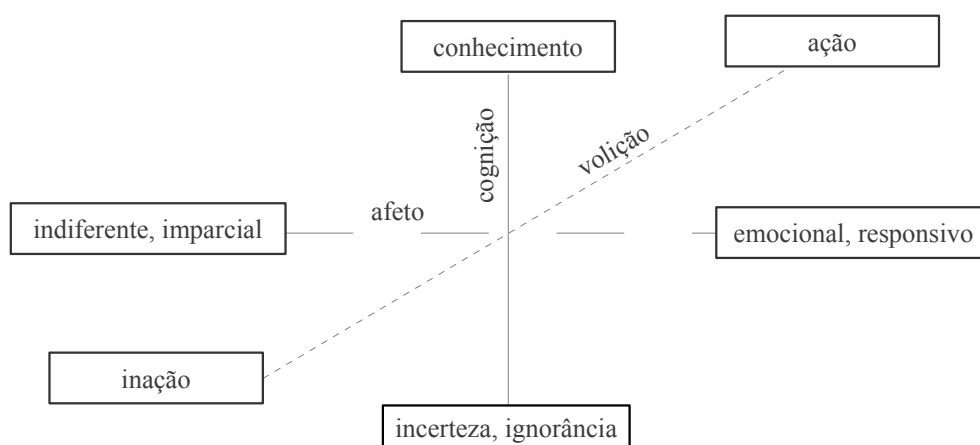 conhecimento
ação
cognição
volição
afeto
indiferente, imparcial
emocional, responsivo
inação
incerteza, ignorância